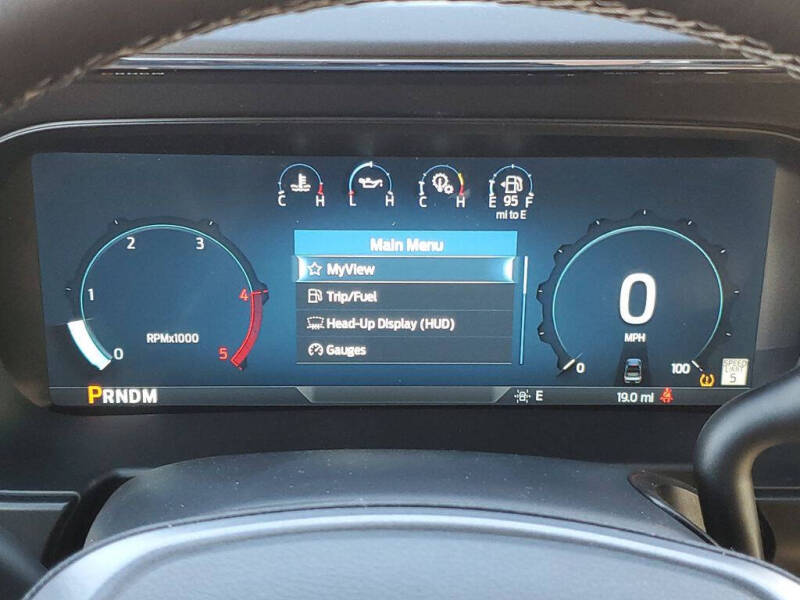 PRNDM
C H
L H
C H
E 95 F
mi to E
Main Menu
MyView
Trip/Fuel
Head-Up Display (HUD)
Gauges
0 1 2 3 4 5
RPMx1000
0
MPH
0 100
SPEED
LIMIT
5
PRNDM
E
19.0 mi